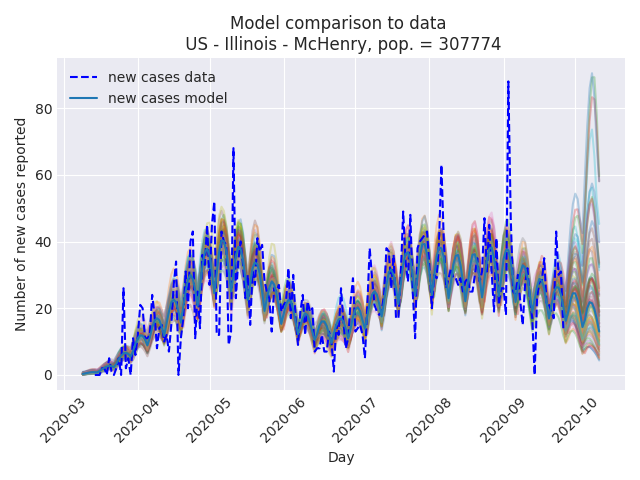 Model comparison to data
US - Illinois - McHenry, pop. = 307774
new cases data
new cases model
Number of new cases reported
80
60
40
20
0
2020-03
2020-04
2020-05
2020-06
2020-07
2020-08
2020-09
2020-10
Day